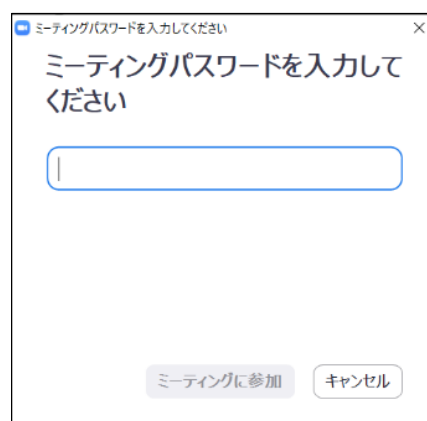 ミーティングパスワードを入力してください
ミーティングパスワードを入力して
ください
ミーティングに参加
キャンセル